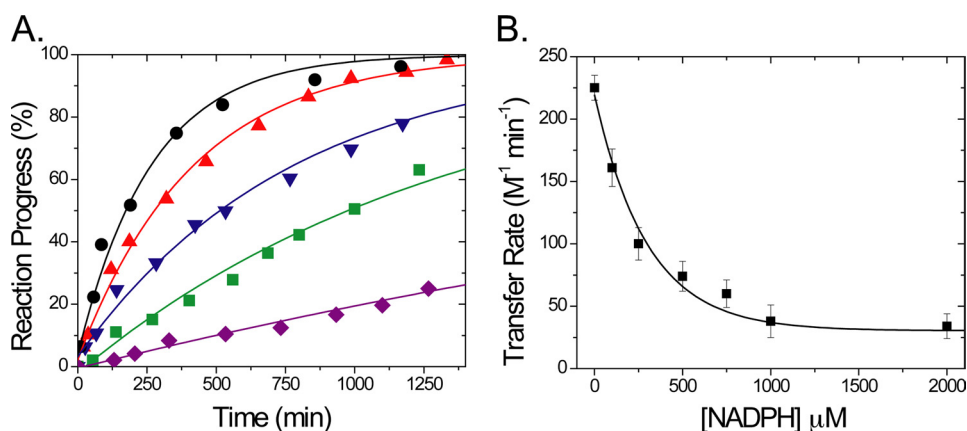 A.
Reaction Progress (%)
100
80
60
40
20
0
0 250 500 750 1000 1250
Time (min)
B.
Transfer Rate (M⁻¹ min⁻¹)
250
200
150
100
50
0
0 500 1000 1500 2000
[NADPH] μM